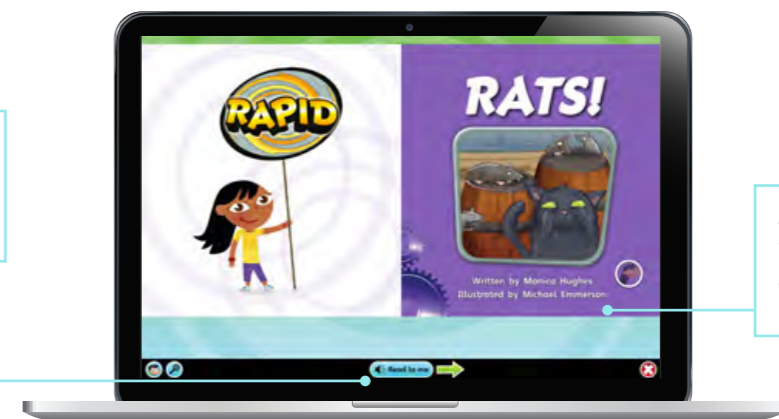 RAPID
RATS!
Written by Monica Hughes
Illustrated by Michael Emmerson
Read to me